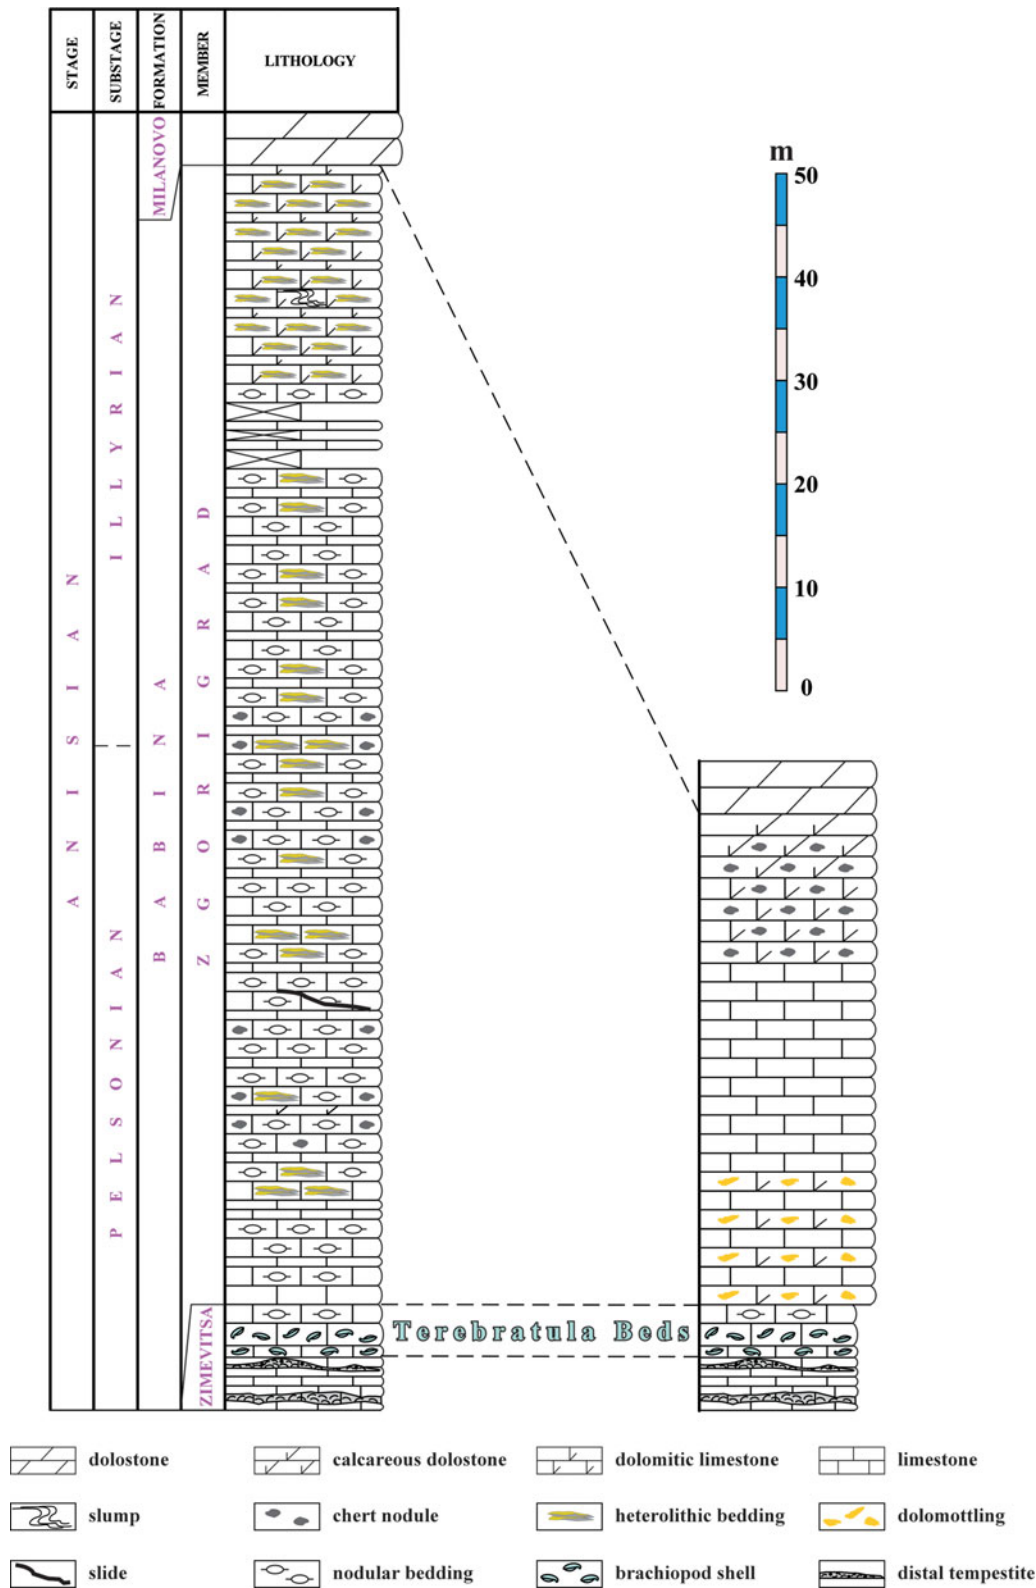 STAGE
SUBSTAGE
FORMATION
MEMBER
LITHOLOGY
MILANOVO
ANISIAN
ILLYRIAN
PELSONIAN
BABINA
ZGORIGRAD
ZIMEVITSA
m
50
40
30
20
10
0
Terebratula Beds
dolostone
calcareous dolostone
dolomitic limestone
limestone
slump
chert nodule
heterolithic bedding
dolomottling
slide
nodular bedding
brachiopod shell
distal tempestite